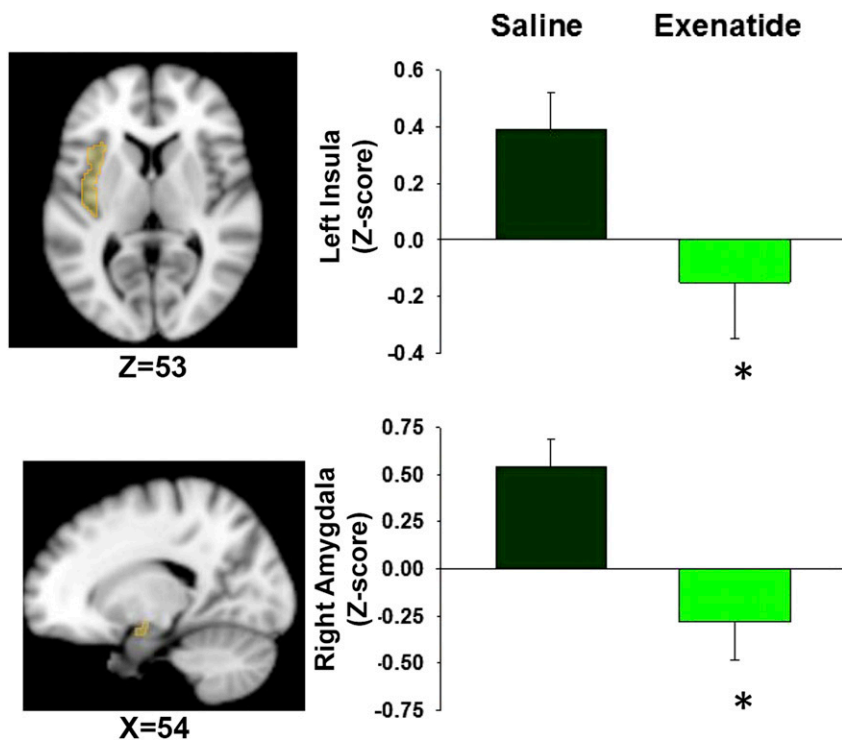 Saline Exenatide
Left Insula
(Z-score)
0.6
0.4
0.2
0.0
-0.2
-0.4
*
Z=53
Right Amygdala
(Z-score)
0.75
0.50
0.25
0.00
-0.25
-0.50
-0.75
*
X=54